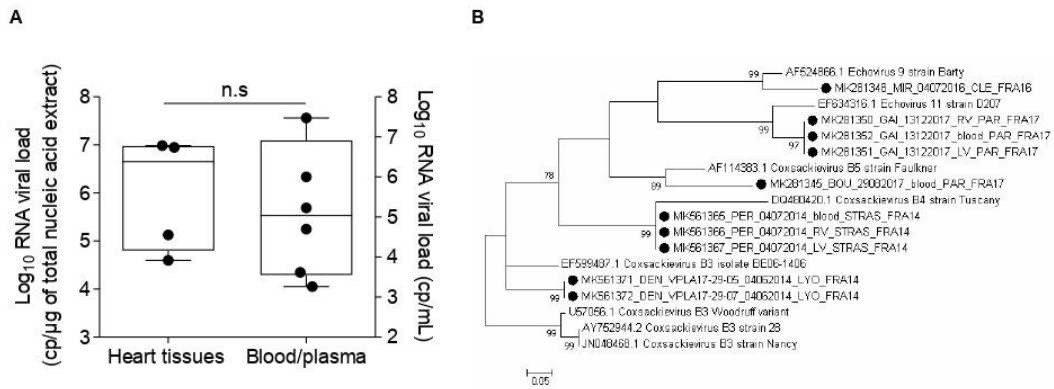 A
n.s
8
7
6
5
4
3
8
7
6
5
4
3
2
Log10 RNA viral load
(cp/µg of total nucleic acid extract)
Log10 RNA viral load (cp/mL)
Heart tissues
Blood/plasma
B
99
AF524866.1 Echovirus 9 strain Barty
MK281348_MIR_04072016_CLE_FRA16
EF634316.1 Echovirus 11 strain D207
99
MK281350_GAI_13122017_RV_PAR_FRA17
MK281352_GAI_13122017_blood_PAR_FRA17
97
MK281351_GAI_13122017_LV_PAR_FRA17
78
AF114383.1 Coxsackievirus B5 strain Faulkner
89
MK281345_BOU_29082017_blood_PAR_FRA17
DQ480420.1 Coxsackievirus B4 strain Tuscany
MK561365_PER_04072014_blood_STRAS_FRA14
99
MK561366_PER_04072014_RV_STRAS_FRA14
MK561367_PER_04072014_LV_STRAS_FRA14
EF599487.1 Coxsackievirus B3 isolate BE06-1406
MK561371_DEN_VPLA17-29-05_04062014_LYO_FRA14
99
MK561372_DEN_VPLA17-29-07_04062014_LYO_FRA14
U57056.1 Coxsackievirus B3 Woodruff variant
99
AY752944.2 Coxsackievirus B3 strain 28
99
JN048468.1 Coxsackievirus B3 strain Nancy
0.05